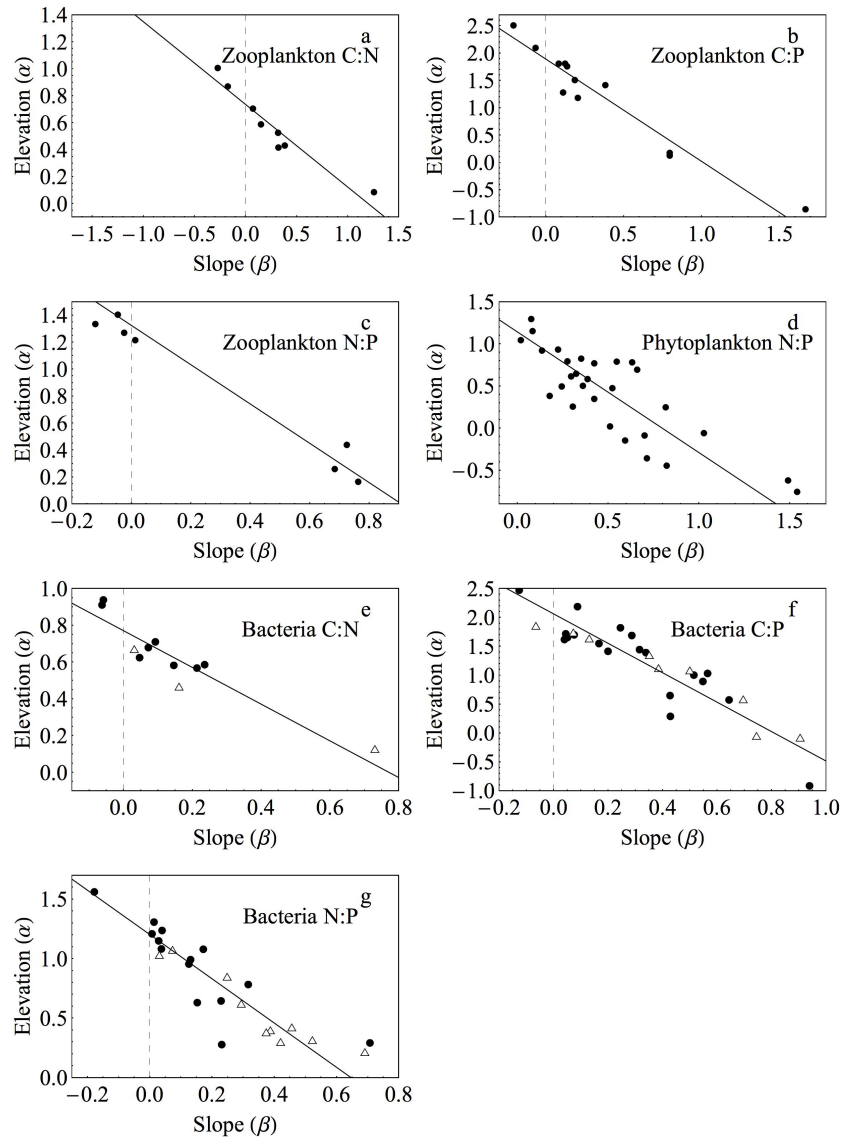 a
Zooplankton C:N
Elevation (α)
1.4
1.2
1.0
0.8
0.6
0.4
0.2
0.0
−1.5 −1.0 −0.5 0.0 0.5 1.0 1.5
Slope (β)
b
Zooplankton C:P
Elevation (α)
2.5
2.0
1.5
1.0
0.5
0.0
−0.5
−1.0
0.0 0.5 1.0 1.5
Slope (β)
c
Zooplankton N:P
Elevation (α)
1.4
1.2
1.0
0.8
0.6
0.4
0.2
0.0
−0.2 0.0 0.2 0.4 0.6 0.8
Slope (β)
d
Phytoplankton N:P
Elevation (α)
1.5
1.0
0.5
0.0
−0.5
0.0 0.5 1.0 1.5
Slope (β)
e
Bacteria C:N
Elevation (α)
1.0
0.8
0.6
0.4
0.2
0.0
0.0 0.2 0.4 0.6 0.8
Slope (β)
f
Bacteria C:P
Elevation (α)
2.5
2.0
1.5
1.0
0.5
0.0
−0.5
−1.0
−0.2 0.0 0.2 0.4 0.6 0.8 1.0
Slope (β)
g
Bacteria N:P
Elevation (α)
1.5
1.0
0.5
0.0
−0.2 0.0 0.2 0.4 0.6 0.8
Slope (β)